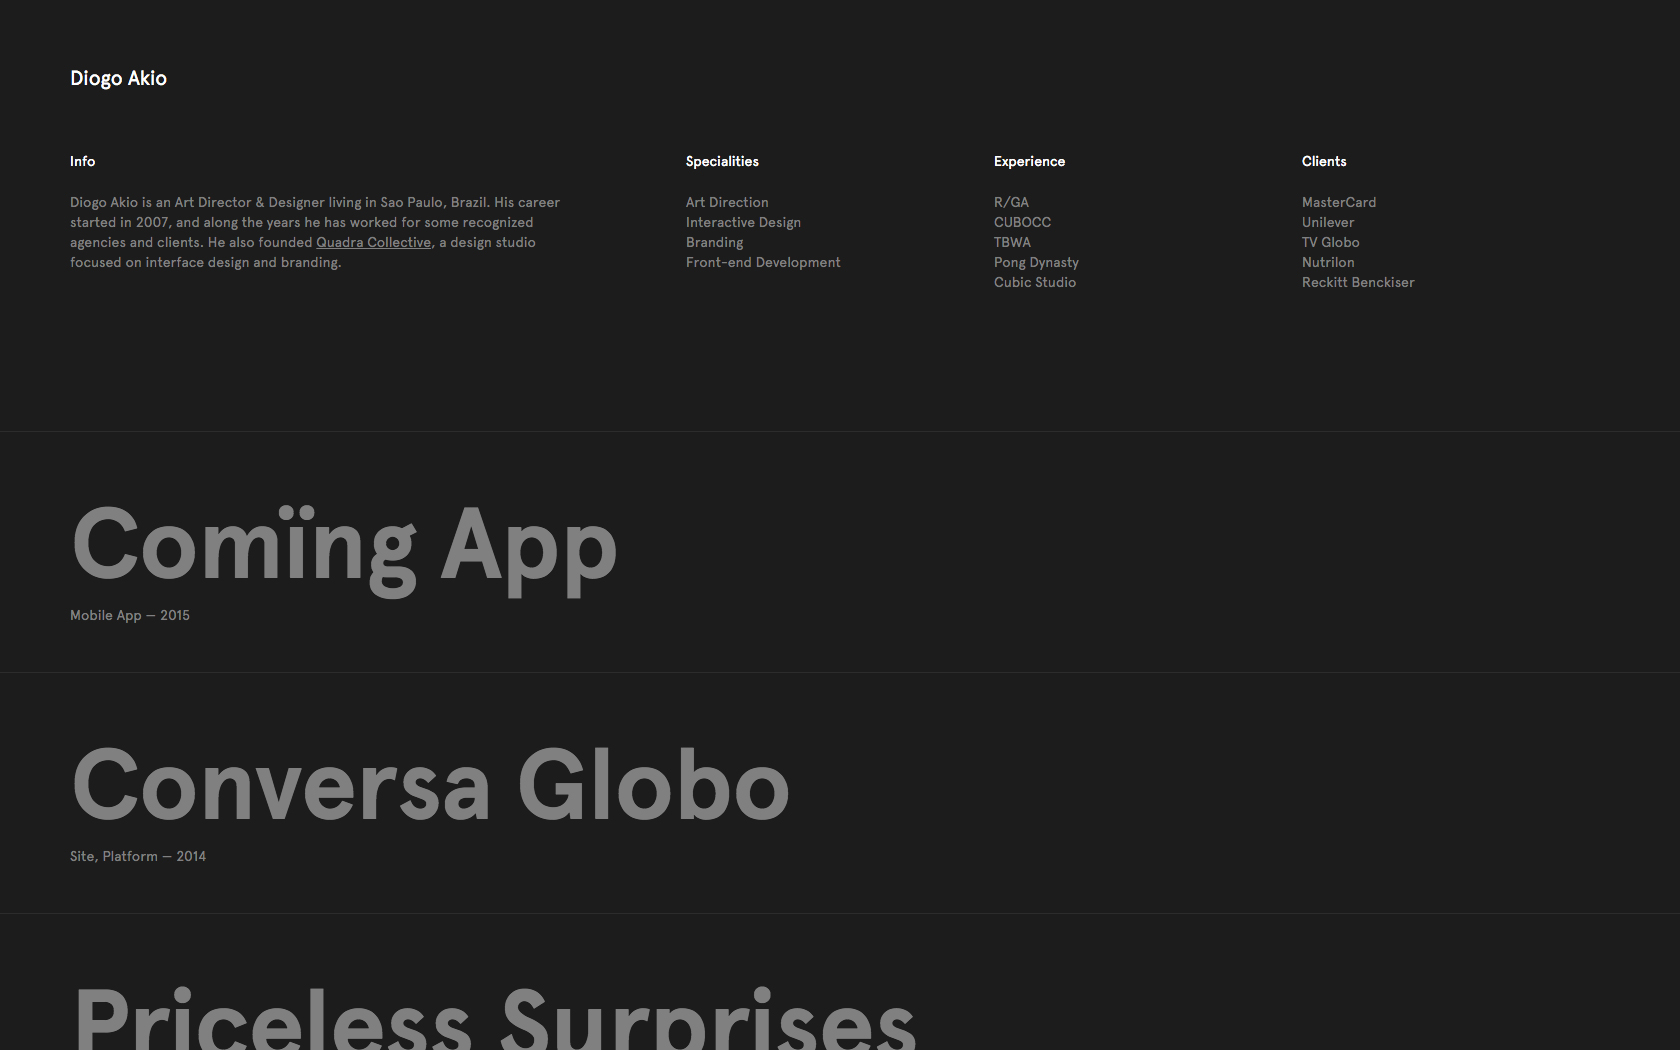 Diogo Akio
Info
Diogo Akio is an Art Director & Designer living in Sao Paulo, Brazil. His career
started in 2007, and along the years he has worked for some recognized
agencies and clients. He also founded Quadra Collective, a design studio
focused on interface design and branding.
Specialities
Art Direction
Interactive Design
Branding
Front-end Development
Experience
R/GA
CUBOCC
TBWA
Pong Dynasty
Cubic Studio
Clients
MasterCard
Unilever
TV Globo
Nutrilon
Reckitt Benckiser
Comïng App
Mobile App — 2015
Conversa Globo
Site, Platform — 2014
Priceless Surprises